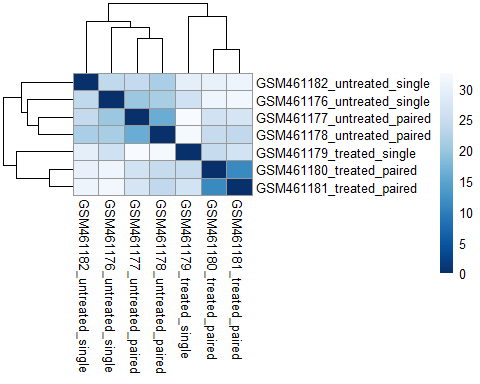 GSM461182_untreated_single
GSM461176_untreated_single
GSM461177_untreated_paired
GSM461178_untreated_paired
GSM461179_treated_single
GSM461180_treated_paired
GSM461181_treated_paired
30
25
20
15
10
5
0
GSM461182_untreated_single
GSM461176_untreated_single
GSM461177_untreated_paired
GSM461178_untreated_paired
GSM461179_treated_single
GSM461180_treated_paired
GSM461181_treated_paired